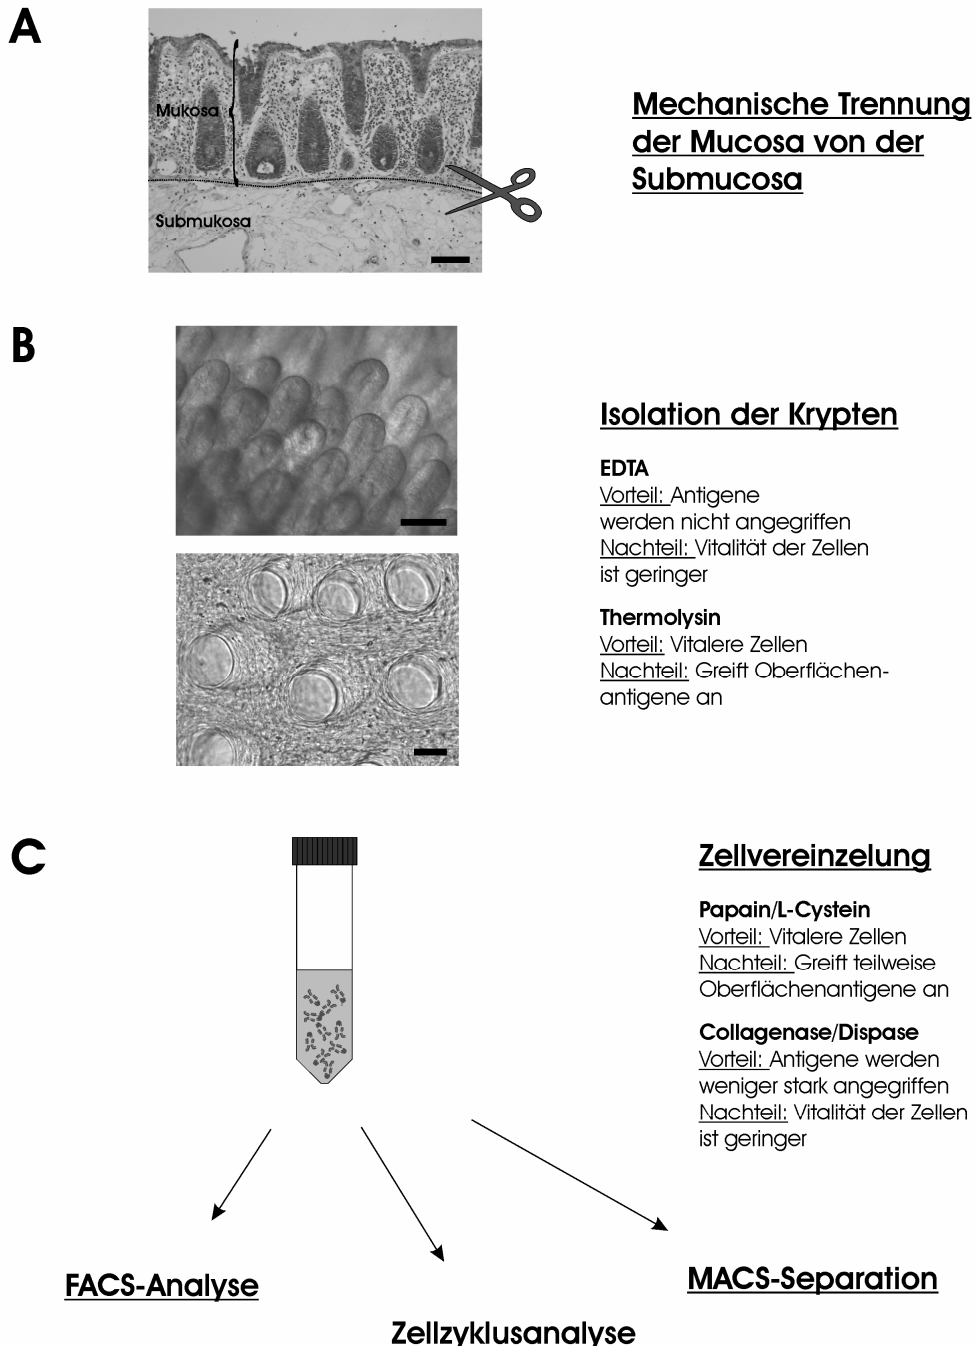 A
Mukosa
Submukosa
Mechanische Trennung
der Mucosa von der
Submucosa
B
Isolation der Krypten
EDTA
Vorteil: Antigene
werden nicht angegriffen
Nachteil: Vitalität der Zellen
ist geringer
Thermolysin
Vorteil: Vitalere Zellen
Nachteil: Greift Oberflächen-
antigene an
C
Zellvereinzelung
Papain/L-Cystein
Vorteil: Vitalere Zellen
Nachteil: Greift teilweise
Oberflächenantigene an
Collagenase/Dispase
Vorteil: Antigene werden
weniger stark angegriffen
Nachteil: Vitalität der Zellen
ist geringer
FACS-Analyse
MACS-Separation
Zellzyklusanalyse